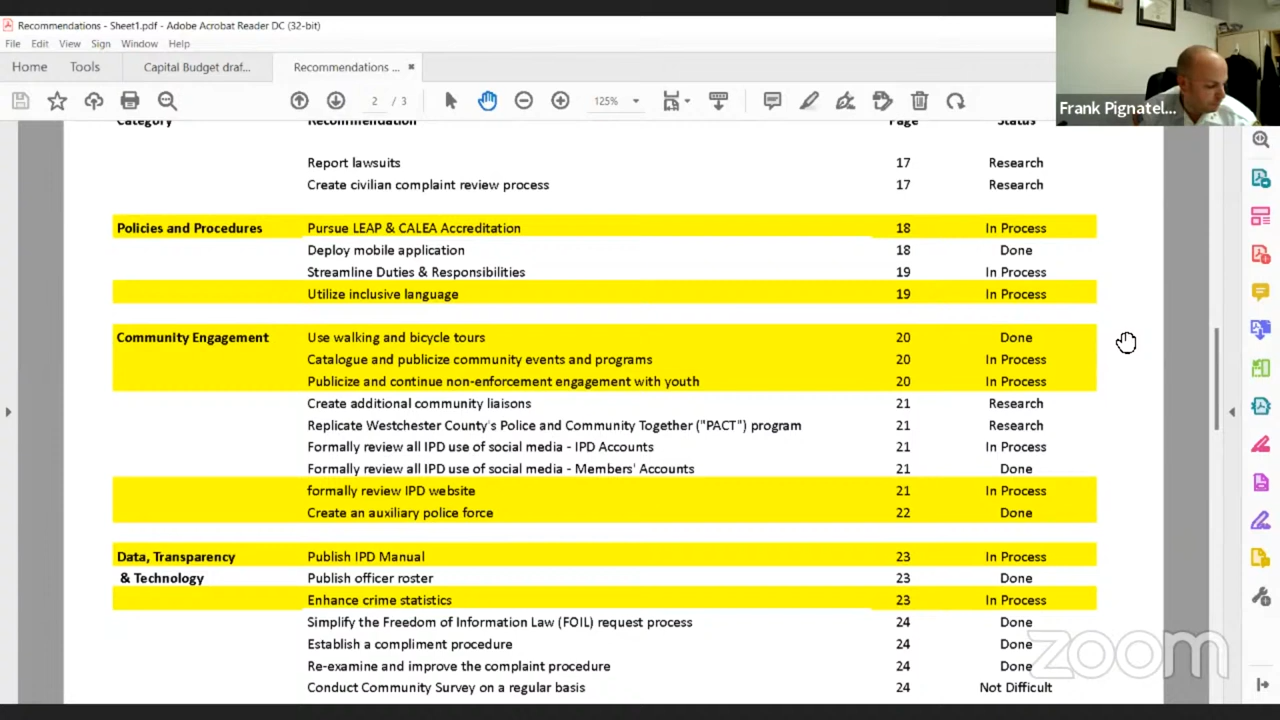 Recommendations - Sheet1.pdf - Adobe Acrobat Reader DC (32-bit)
File Edit View Sign Window Help
Home Tools Capital Budget draf... Recommendations ... ×
2 / 3 125%
Frank Pignatel...
Category Recommendation Page Status
Report lawsuits 17 Research
Create civilian complaint review process 17 Research
Policies and Procedures Pursue LEAP & CALEA Accreditation 18 In Process
Deploy mobile application 18 Done
Streamline Duties & Responsibilities 19 In Process
Utilize inclusive language 19 In Process
Community Engagement Use walking and bicycle tours 20 Done
Catalogue and publicize community events and programs 20 In Process
Publicize and continue non-enforcement engagement with youth 20 In Process
Create additional community liaisons 21 Research
Replicate Westchester County's Police and Community Together ("PACT") program 21 Research
Formally review all IPD use of social media - IPD Accounts 21 In Process
Formally review all IPD use of social media - Members' Accounts 21 Done
formally review IPD website 21 In Process
Create an auxiliary police force 22 Done
Data, Transparency Publish IPD Manual 23 In Process
& Technology Publish officer roster 23 Done
Enhance crime statistics 23 In Process
Simplify the Freedom of Information Law (FOIL) request process 24 Done
Establish a compliment procedure 24 Done
Re-examine and improve the complaint procedure 24 Done
Conduct Community Survey on a regular basis 24 Not Difficult
zoom